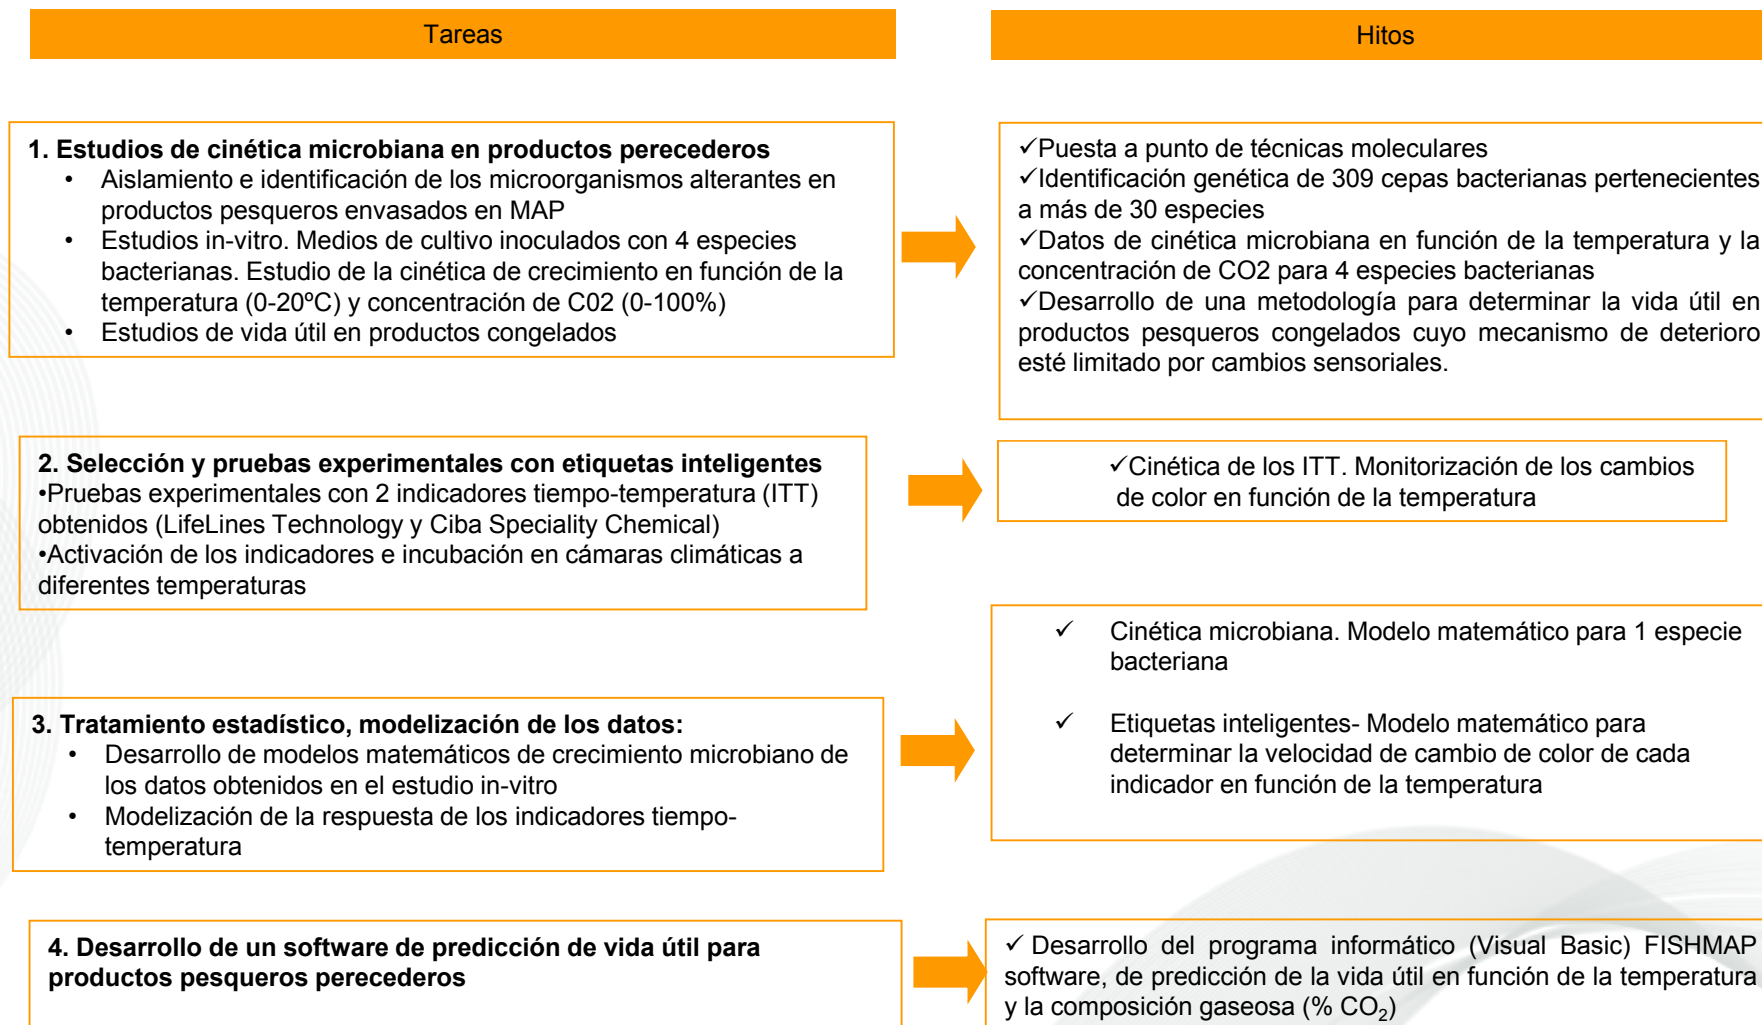 Tareas
Hitos
1. Estudios de cinética microbiana en productos perecederos
• Aislamiento e identificación de los microorganismos alterantes en
productos pesqueros envasados en MAP
• Estudios in-vitro. Medios de cultivo inoculados con 4 especies
bacterianas. Estudio de la cinética de crecimiento en función de la
temperatura (0-20ºC) y concentración de C02 (0-100%)
• Estudios de vida útil en productos congelados
✓Puesta a punto de técnicas moleculares
✓Identificación genética de 309 cepas bacterianas pertenecientes
a más de 30 especies
✓Datos de cinética microbiana en función de la temperatura y la
concentración de CO2 para 4 especies bacterianas
✓Desarrollo de una metodología para determinar la vida útil en
productos pesqueros congelados cuyo mecanismo de deterioro
esté limitado por cambios sensoriales.
2. Selección y pruebas experimentales con etiquetas inteligentes
•Pruebas experimentales con 2 indicadores tiempo-temperatura (ITT)
obtenidos (LifeLines Technology y Ciba Speciality Chemical)
•Activación de los indicadores e incubación en cámaras climáticas a
diferentes temperaturas
✓Cinética de los ITT. Monitorización de los cambios
de color en función de la temperatura
3. Tratamiento estadístico, modelización de los datos:
• Desarrollo de modelos matemáticos de crecimiento microbiano de
los datos obtenidos en el estudio in-vitro
• Modelización de la respuesta de los indicadores tiempo-
temperatura
✓ Cinética microbiana. Modelo matemático para 1 especie
bacteriana
✓ Etiquetas inteligentes- Modelo matemático para
determinar la velocidad de cambio de color de cada
indicador en función de la temperatura
4. Desarrollo de un software de predicción de vida útil para
productos pesqueros perecederos
✓ Desarrollo del programa informático (Visual Basic) FISHMAP
software, de predicción de la vida útil en función de la temperatura
y la composición gaseosa (% CO₂)